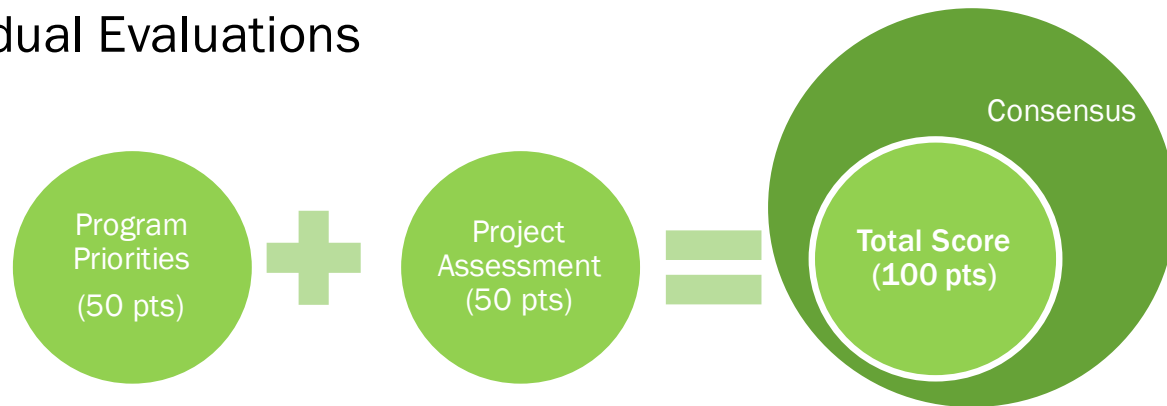 dual Evaluations
Consensus
Program
Priorities
(50 pts)
Project
Assessment
(50 pts)
Total Score
(100 pts)